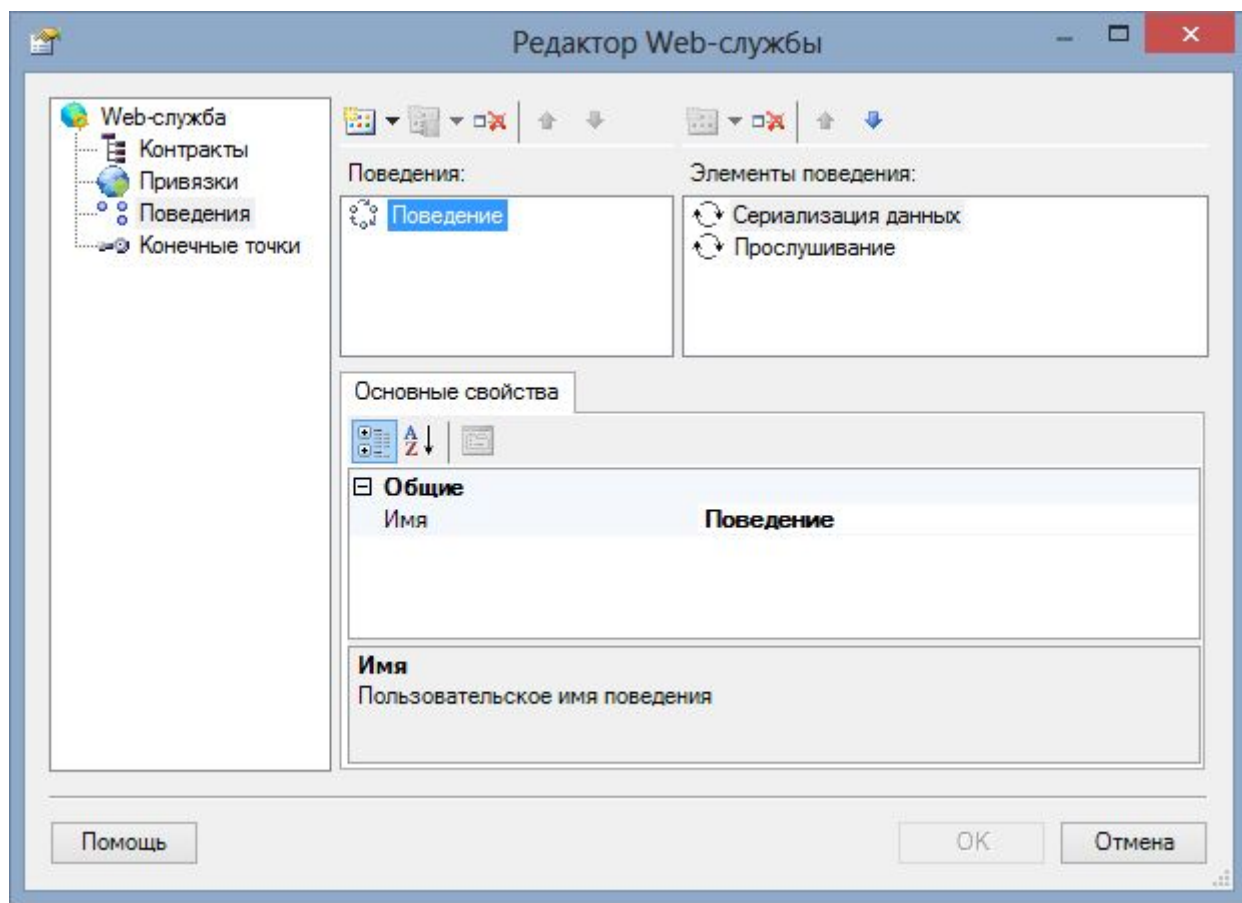 Редактор Web-службы
Web-служба
Контракты
Привязки
Поведения
Конечные точки
Поведения:
Поведение
Элементы поведения:
Сериализация данных
Прослушивание
Основные свойства
Общие
Имя Поведение
Имя
Пользовательское имя поведения
Помощь
OK
Отмена